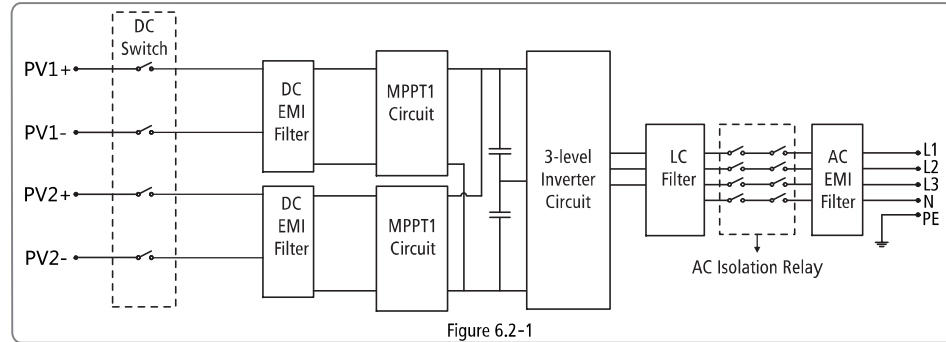 DC
Switch
PV1+
PV1-
PV2+
PV2-
DC
EMI
Filter
DC
EMI
Filter
MPPT1
Circuit
MPPT1
Circuit
3-level
Inverter
Circuit
LC
Filter
AC
EMI
Filter
L1
L2
L3
N
PE
AC Isolation Relay
Figure 6.2-1